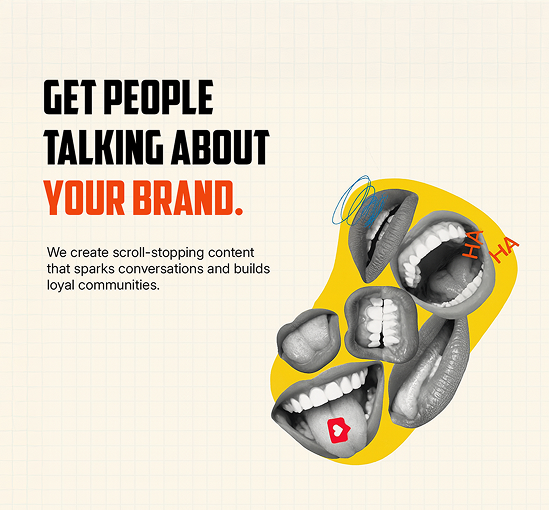 GET PEOPLE
TALKING ABOUT
YOUR BRAND.
We create scroll-stopping content
that sparks conversations and builds
loyal communities.
HA
HA